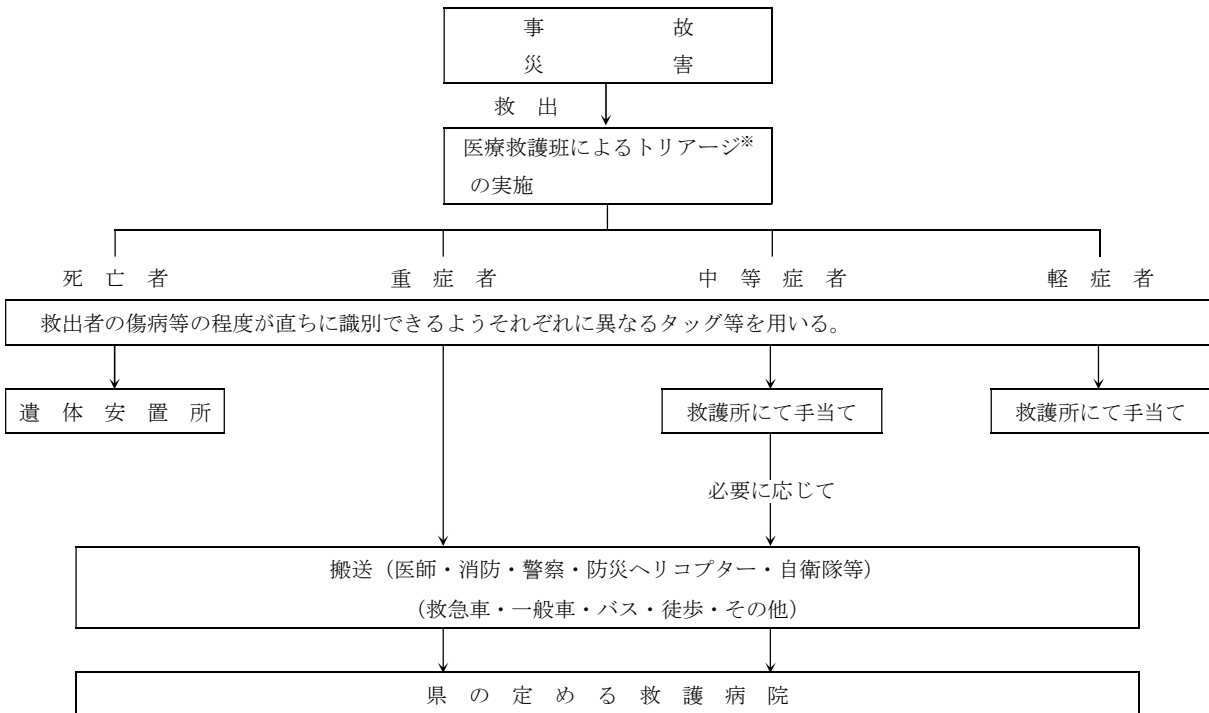 事故
災害
救出
医療救護班によるトリアージ※
の実施
死亡者
重症者
中等症者
軽症者
救出者の傷病等の程度が直ちに識別できるようそれぞれに異なるタッグ等を用いる。
遺体安置所
救護所にて手当て
救護所にて手当て
必要に応じて
搬送（医師・消防・警察・防災ヘリコプター・自衛隊等）
（救急車・一般車・バス・徒歩・その他）
県の定める救護病院